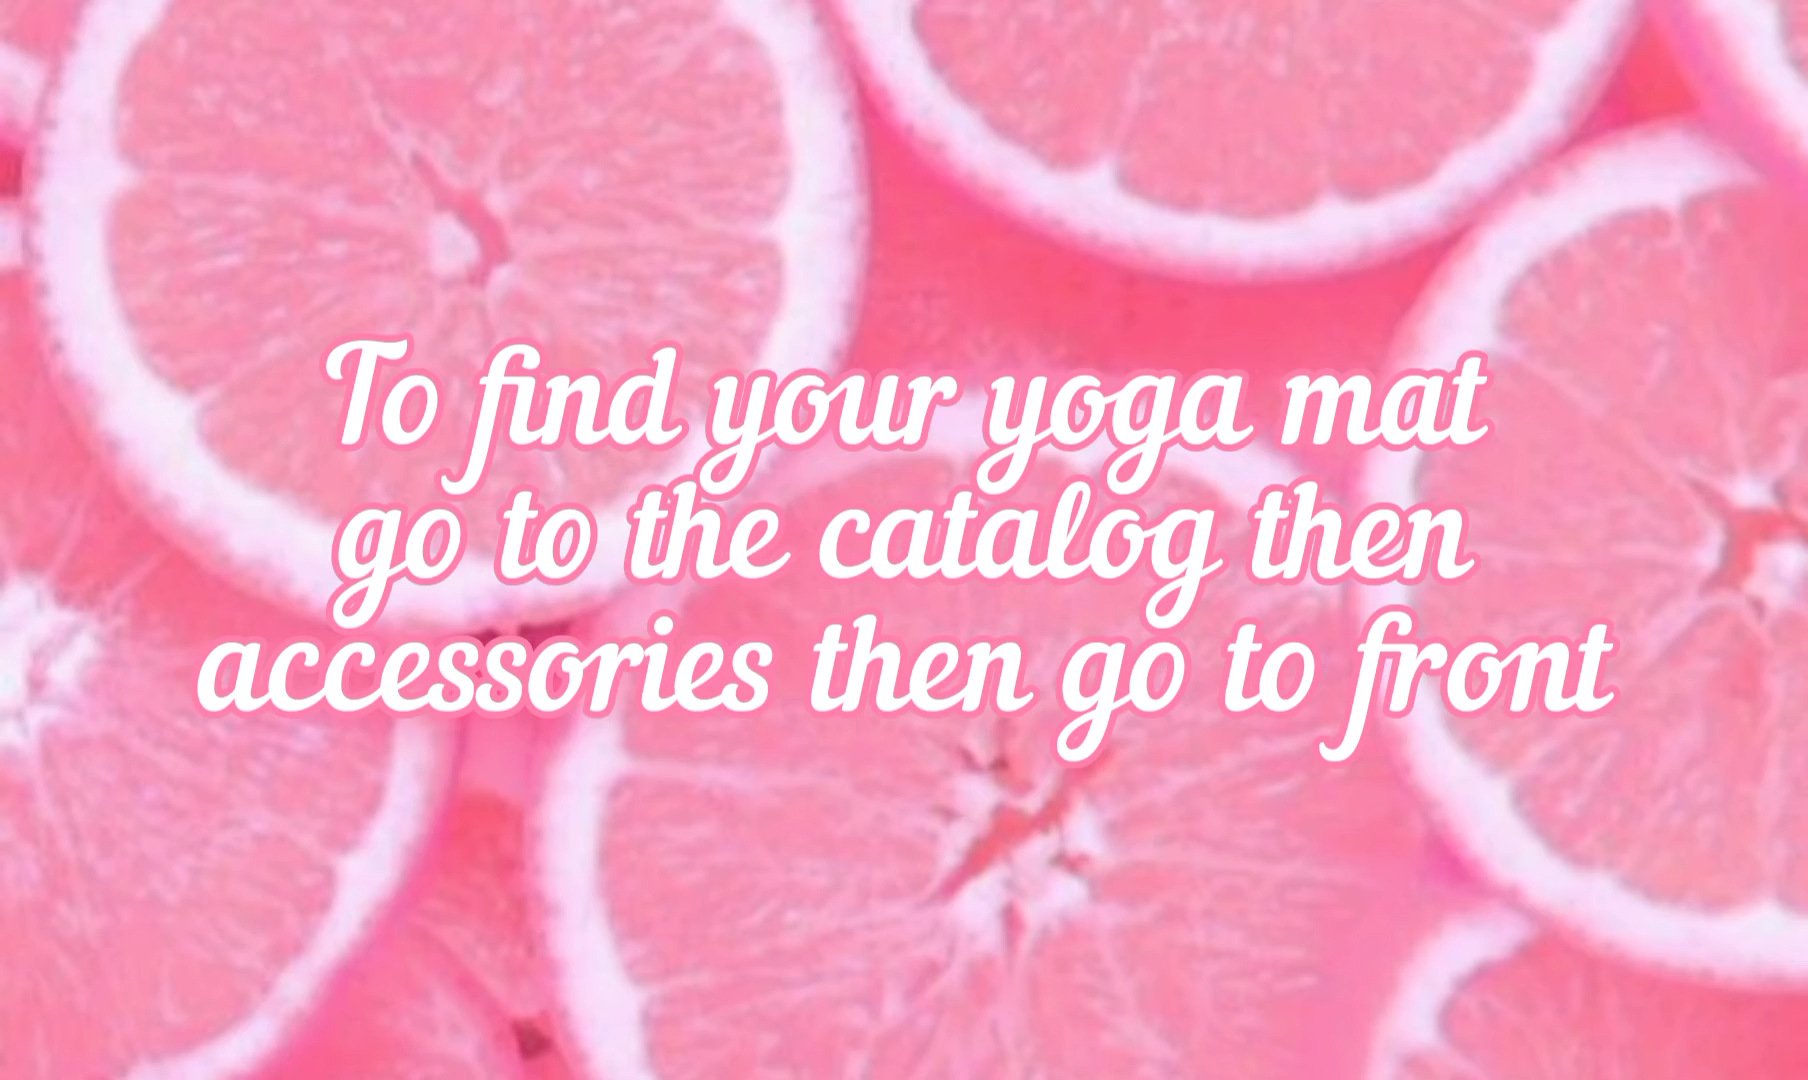 To find your yoga mat
go to the catalog then
accessories then go to front